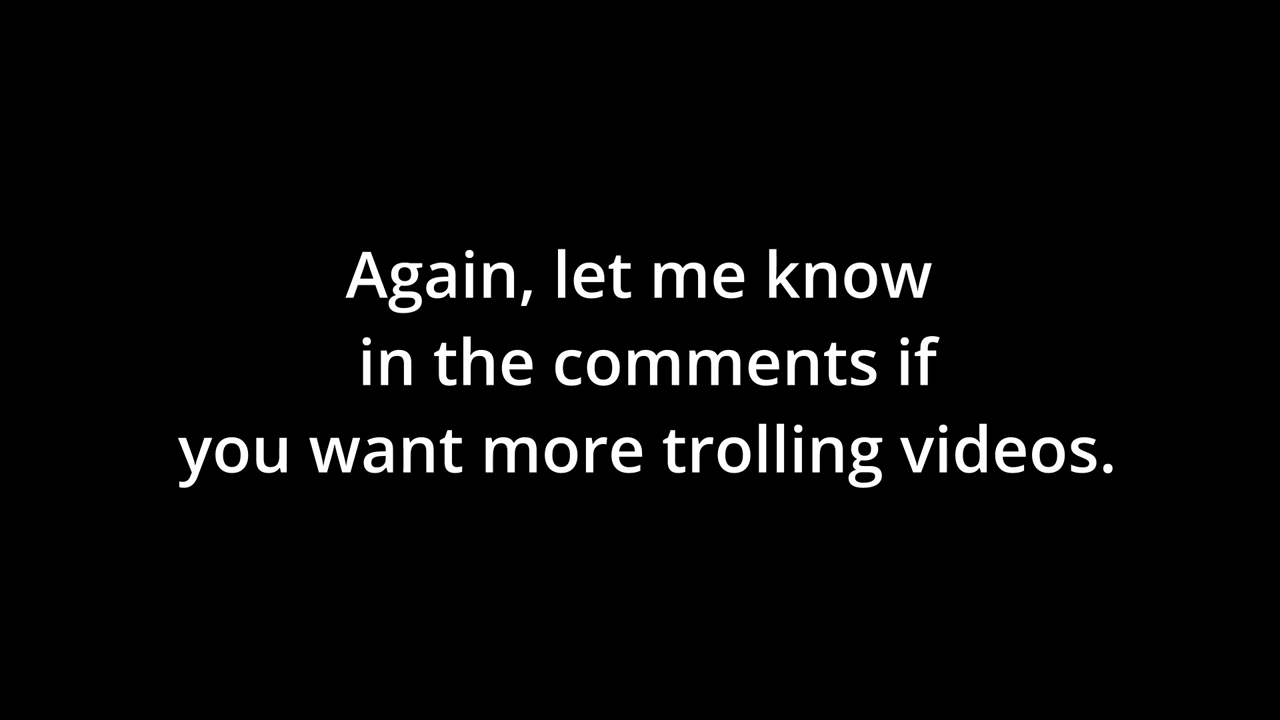 Again, let me know
in the comments if
you want more trolling videos.